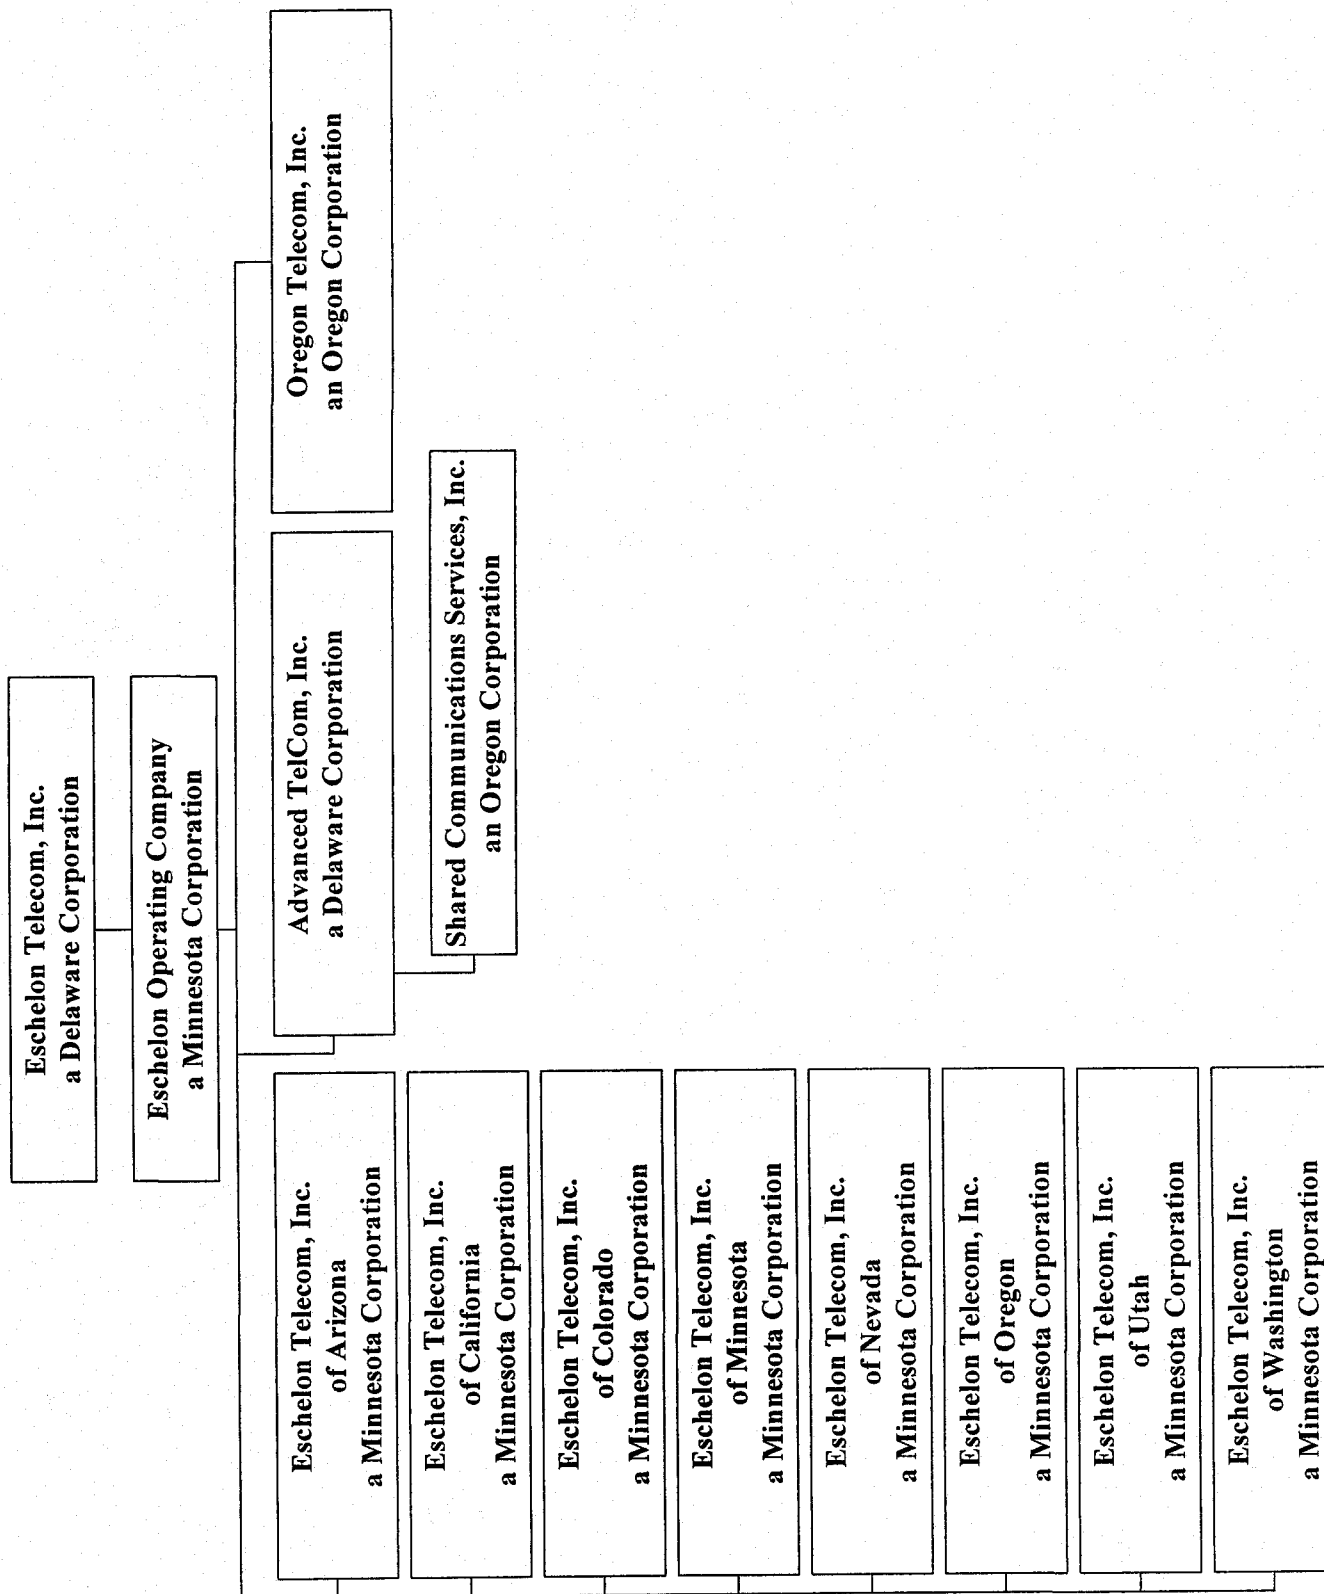 Eschelon Telecom, Inc.
a Delaware Corporation
Eschelon Operating Company
a Minnesota Corporation
Eschelon Telecom, Inc.
of Arizona
a Minnesota Corporation
Eschelon Telecom, Inc.
of California
a Minnesota Corporation
Eschelon Telecom, Inc.
of Colorado
a Minnesota Corporation
Eschelon Telecom, Inc.
of Minnesota
a Minnesota Corporation
Eschelon Telecom, Inc.
of Nevada
a Minnesota Corporation
Eschelon Telecom, Inc.
of Oregon
a Minnesota Corporation
Eschelon Telecom, Inc.
of Utah
a Minnesota Corporation
Eschelon Telecom, Inc.
of Washington
a Minnesota Corporation
Advanced TelCom, Inc.
a Delaware Corporation
Shared Communications Services, Inc.
an Oregon Corporation
Oregon Telecom, Inc.
an Oregon Corporation